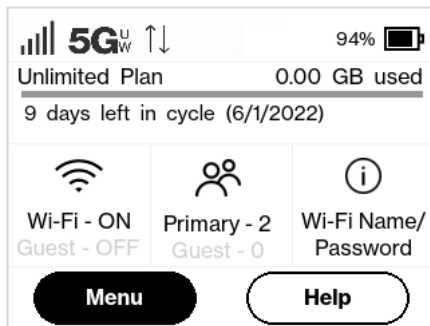 5G UW 94%
Unlimited Plan 0.00 GB used
9 days left in cycle (6/1/2022)
Wi-Fi - ON Primary - 2 Wi-Fi Name/
Guest - OFF Guest - 0 Password
Menu Help